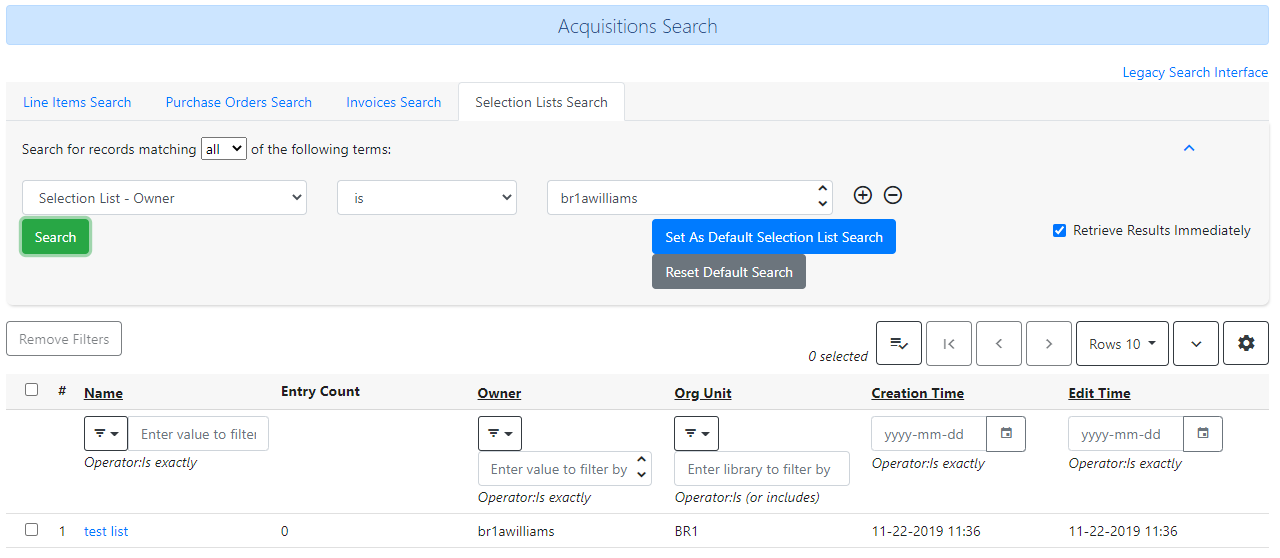 Acquisitions Search
Legacy Search Interface
Line Items Search Purchase Orders Search Invoices Search Selection Lists Search
Search for records matching all of the following terms:
Selection List - Owner is br1awilliams
Search Set As Default Selection List Search Retrieve Results Immediately
Reset Default Search
Remove Filters 0 selected Rows 10
# Name Entry Count Owner Org Unit Creation Time Edit Time
Enter value to filter yyyy-mm-dd yyyy-mm-dd
Operator:Is exactly Enter value to filter by Enter library to filter by Operator:Is exactly Operator:Is exactly
Operator:Is exactly Operator:Is (or includes)
1 test list 0 br1awilliams BR1 11-22-2019 11:36 11-22-2019 11:36